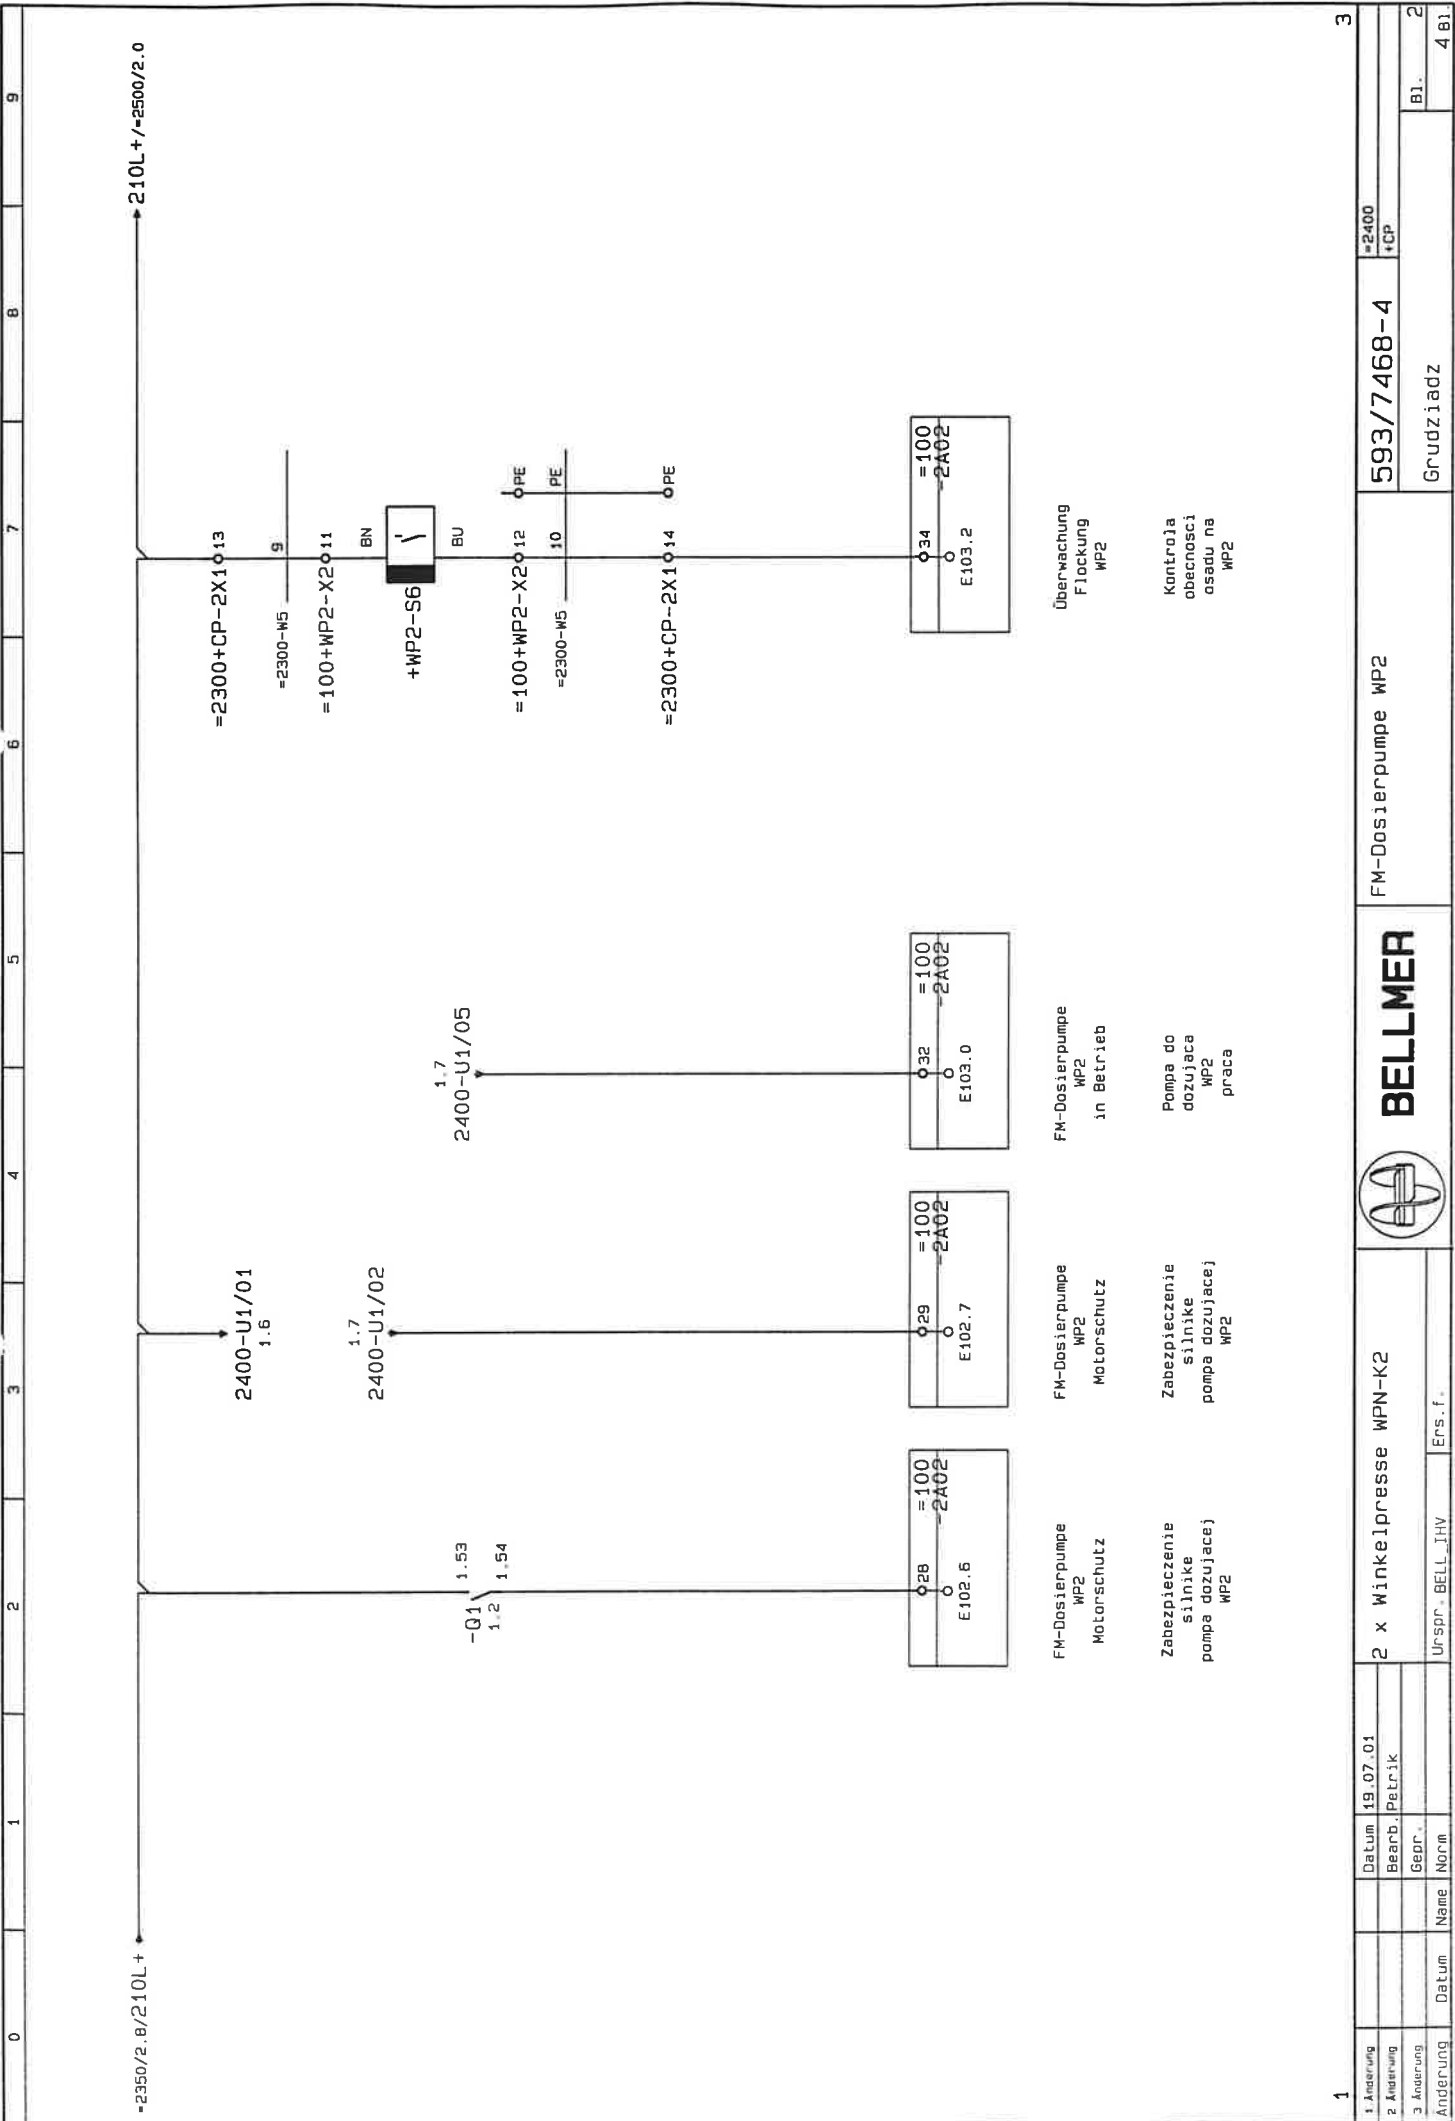 0 1 2 3 4 5 6 7 8 9
=2350/2.8/210L+
210L+/=2500/2.0
2400-U1/01
1.6
1.7
2400-U1/02
1.7
2400-U1/05
-Q1
1.2
1.53
1.54
=2300+CP-2X1 13
=2300-W5 9
=100+WP2-X2 11
BN
+WP2-S6
BU
=100+WP2-X2 12 PE
=2300-W5 10 PE
=2300+CP-2X1 14 PE
28 =100
-2A02
E102.6
29 =100
-2A02
E102.7
32 =100
-2A02
E103.0
34 =100
-2A02
E103.2
FM-Dosierpumpe
WP2
Motorschutz
FM-Dosierpumpe
WP2
Motorschutz
FM-Dosierpumpe
WP2
in Betrieb
Überwachung
Flockung
WP2
Zabezpieczenie
silnike
pompa dozujacej
WP2
Zabezpieczenie
silnike
pompa dozujacej
WP2
Pompa do
dozujaca
WP2
praca
Kontrola
obecnosci
osadu na
WP2
1
3
1 Änderung
2 Änderung
3 Änderung
Änderung Datum Name Norm
Datum 19.07.01
Bearb. Petrik
Gepr.
2 x Winkelpresse WPN-K2
Urspr. BELL_IHV Ers.f.
BELLMER
FM-Dosierpumpe WP2
593/7468-4
=2400
+CP
Grudziadz
Bl. 2
4 Bl.